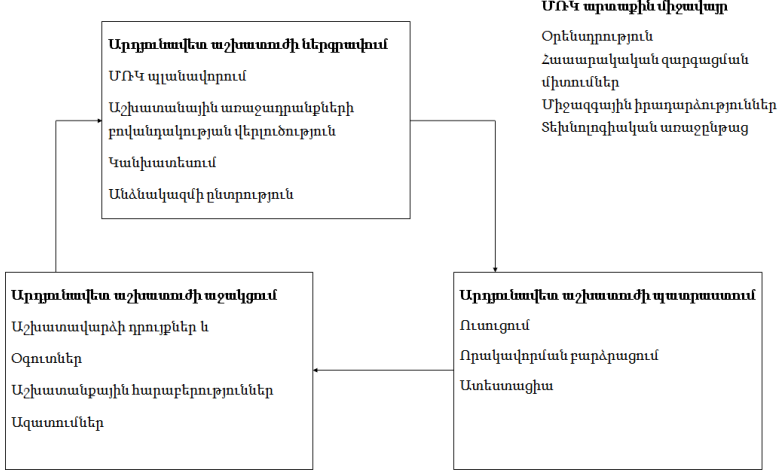 ՄՌԿ արտաքին միջավայր
Օրենադրություն
Հասարակական զարգացման
միտումներ
Միջազգային իրադարձություններ
Տեխնոլոգիական առաջընթաց
Արդյունավետ աշխատուժի ներգրավում
ՄՌԿ պլանավորում
Աշխատանային առաջադրանքների
բովանդակության վերլուծություն
Կանխատեսում
Անձնակազմի ընտրություն
Արդյունավետ աշխատուժի աջակցում
Աշխատավարձի դրույքներ և
Օգուտներ
Աշխատանքային հարաբերություններ
Ազատումներ
Արդյունավետ աշխատուժի պատրաստում
Ուսուցում
Որակավորման բարձրացում
Ատեստացիա